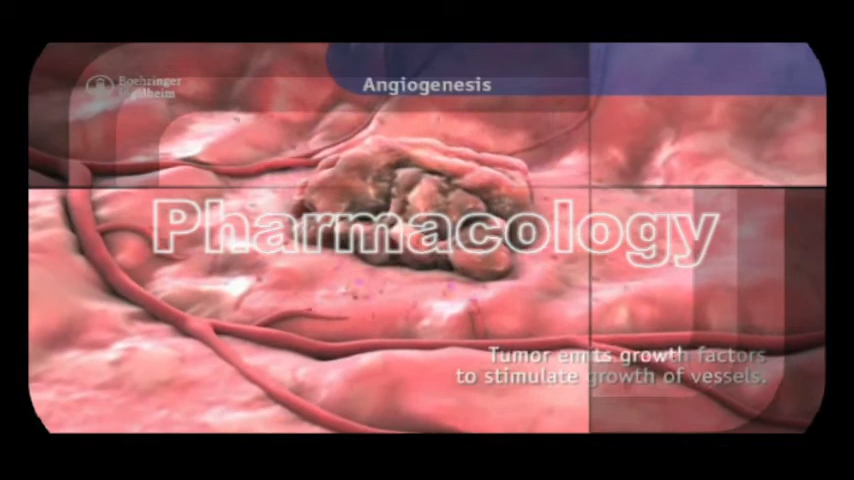 Boehringer
Ingelheim
Angiogenesis
Pharmacology
Tumor emits growth factors
to stimulate growth of vessels.